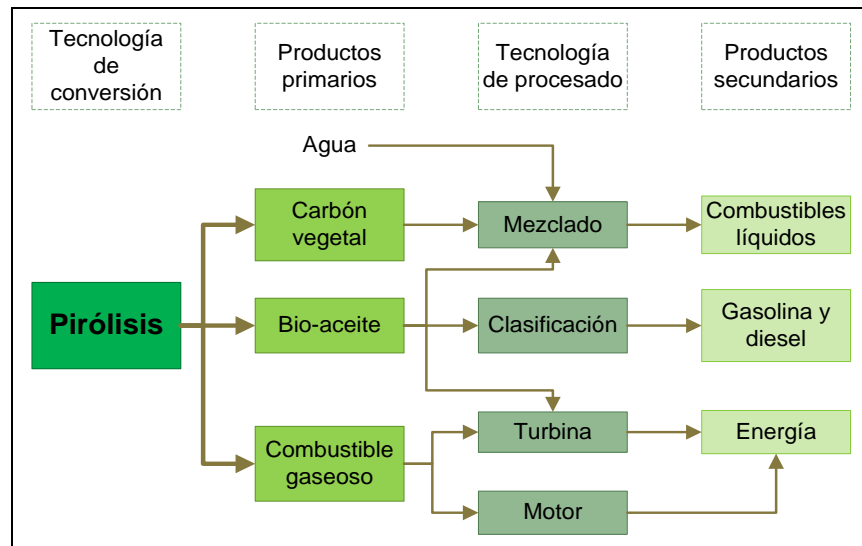 Tecnología
de
conversión
Productos
primarios
Tecnología
de procesado
Productos
secundarios
Agua
Carbón
vegetal
Mezclado
Combustibles
líquidos
Pirólisis
Bio-aceite
Clasificación
Gasolina y
diesel
Combustible
gaseoso
Turbina
Energía
Motor